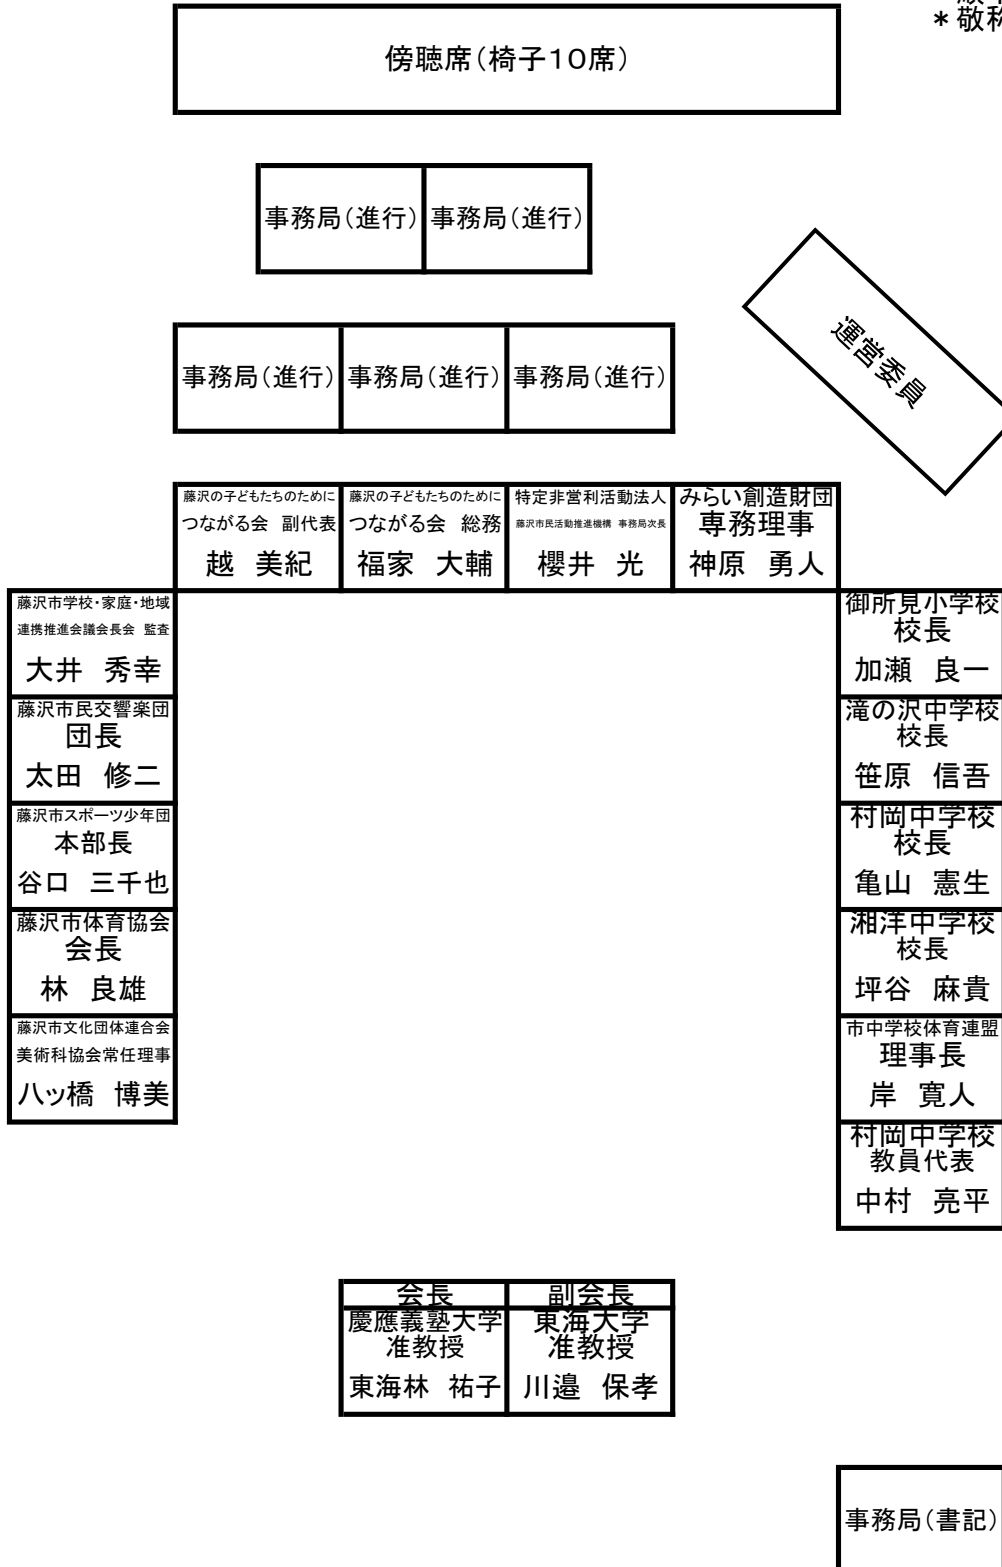 *敬称
傍聴席(椅子10席)
事務局(進行) 事務局(進行)
運営委員
事務局(進行) 事務局(進行) 事務局(進行)
藤沢の子どもたちのために
つながる会 副代表
越 美紀
藤沢の子どもたちのために
つながる会 総務
福家 大輔
特定非営利活動法人
藤沢市民活動推進機構 事務局次長
櫻井 光
みらい創造財団
専務理事
神原 勇人
藤沢市学校・家庭・地域
連携推進会議会長会 監査
大井 秀幸
藤沢市民交響楽団
団長
太田 修二
藤沢市スポーツ少年団
本部長
谷口 三千也
藤沢市体育協会
会長
林 良雄
藤沢市文化団体連合会
美術科協会常任理事
八ッ橋 博美
御所見小学校
校長
加瀬 良一
滝の沢中学校
校長
笹原 信吾
村岡中学校
校長
亀山 憲生
湘洋中学校
校長
坪谷 麻貴
市中学校体育連盟
理事長
岸 寛人
村岡中学校
教員代表
中村 亮平
会長
慶應義塾大学
准教授
東海林 祐子
副会長
東海大学
准教授
川邉 保孝
事務局(書記)